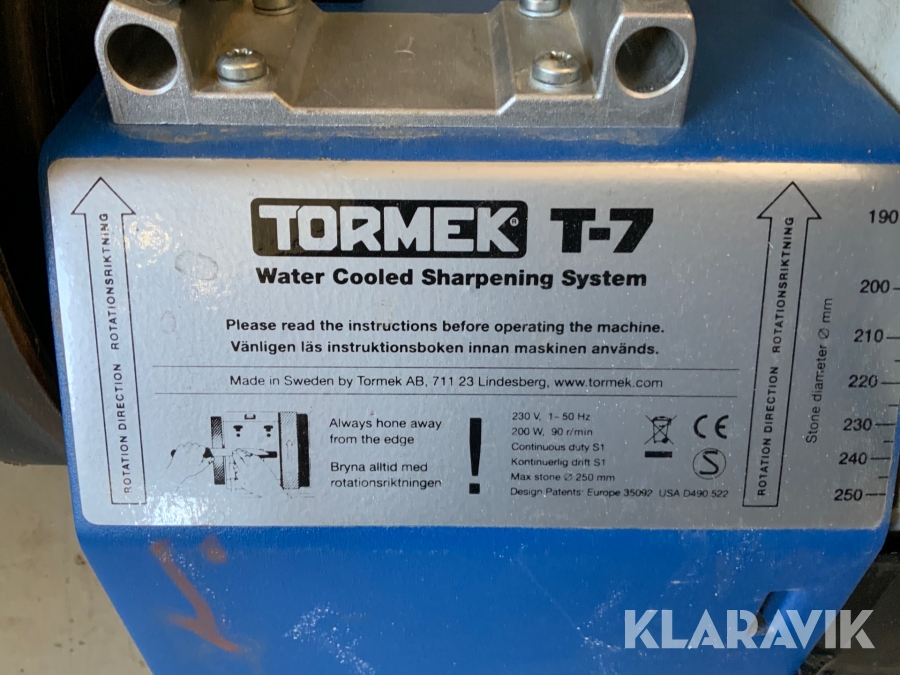 TORMEK® T-7
Water Cooled Sharpening System
Please read the instructions before operating the machine.
Vänligen läs instruktionsboken innan maskinen används.
Made in Sweden by Tormek AB, 711 23 Lindesberg, www.tormek.com
Always hone away
from the edge
Bryna alltid med
rotationsriktningen
!
230 V, 1~ 50 Hz
200 W, 90 r/min
Continuous duty S1
Kontinuerlig drift S1
Max stone Ø 250 mm
Design Patents: Europe 35092 USA D490 522
CE
S
ROTATION DIRECTION ROTATIONSRIKTNING
ROTATION DIRECTION ROTATIONSRIKTNING
Stone diameter Ø mm
190
200
210
220
230
240
250
KLARAVIK